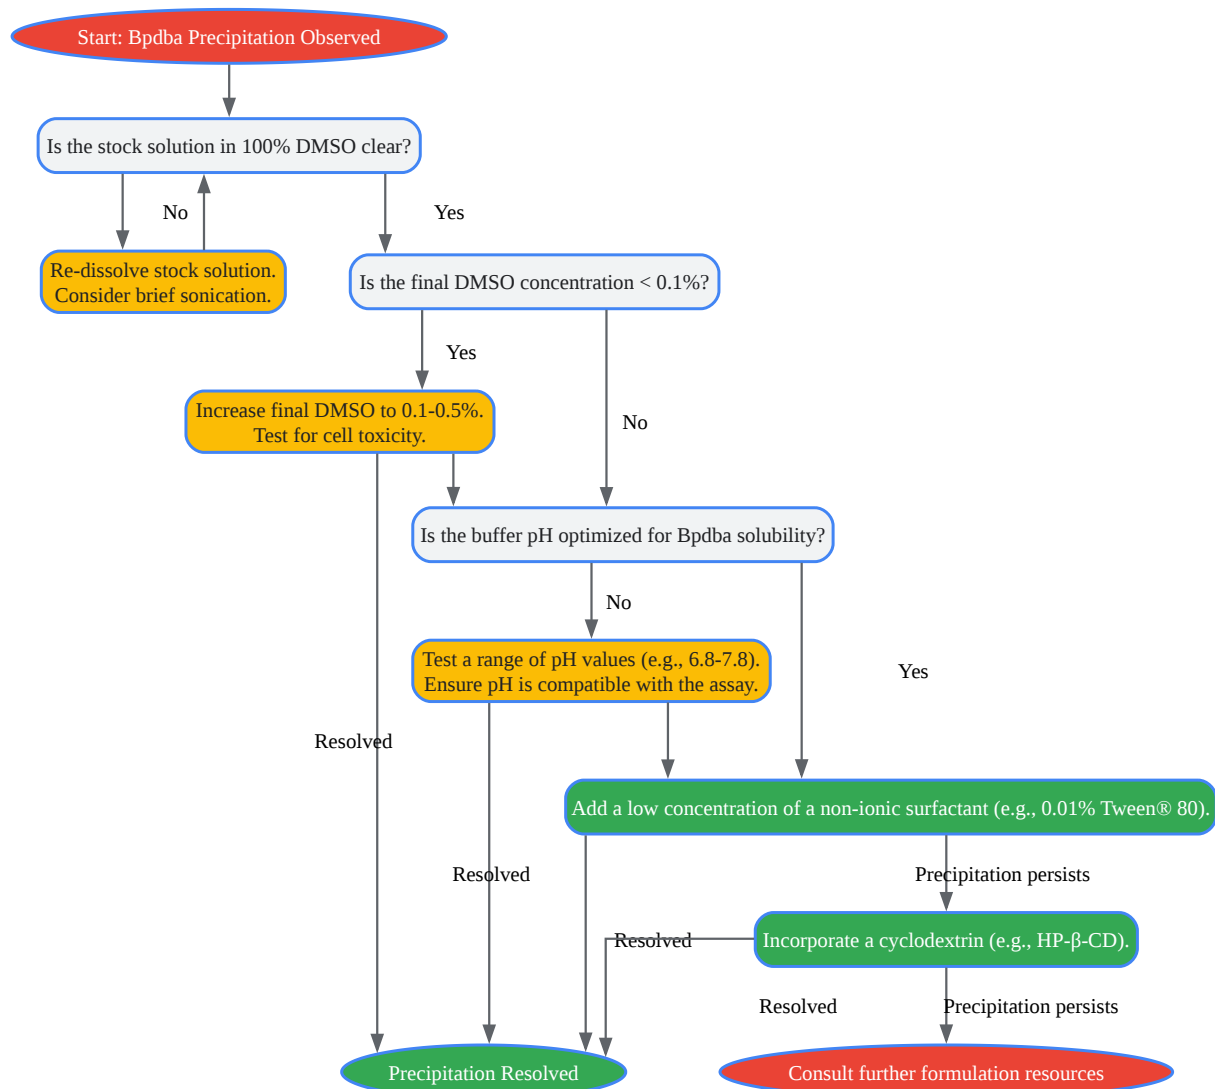 Start: Bpdba Precipitation Observed
Is the stock solution in 100% DMSO clear?
No
Yes
Re-dissolve stock solution.
Consider brief sonication.
Is the final DMSO concentration < 0.1%?
Yes
Increase final DMSO to 0.1-0.5%.
Test for cell toxicity.
No
Is the buffer pH optimized for Bpdba solubility?
No
Test a range of pH values (e.g., 6.8-7.8).
Ensure pH is compatible with the assay.
Yes
Resolved
Add a low concentration of a non-ionic surfactant (e.g., 0.01% Tween® 80).
Resolved
Precipitation persists
Resolved
Incorporate a cyclodextrin (e.g., HP-β-CD).
Resolved
Precipitation persists
Precipitation Resolved
Consult further formulation resources